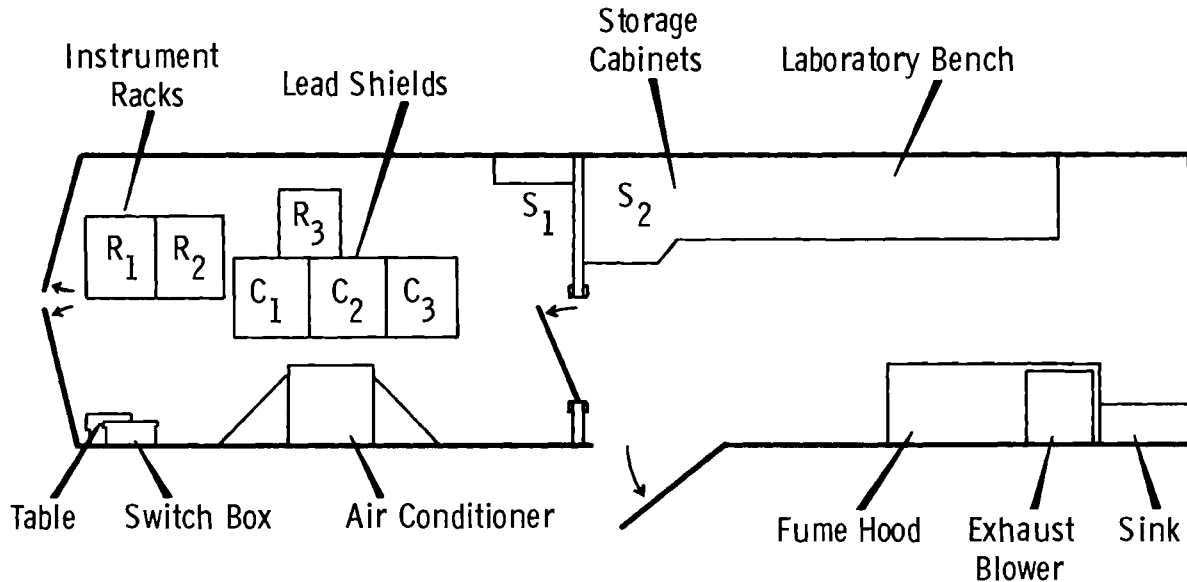 Instrument
Racks
Lead Shields
Storage
Cabinets
Laboratory Bench
R1
R2
R3
C1
C2
C3
S1
S2
Table
Switch Box
Air Conditioner
Fume Hood
Exhaust
Blower
Sink